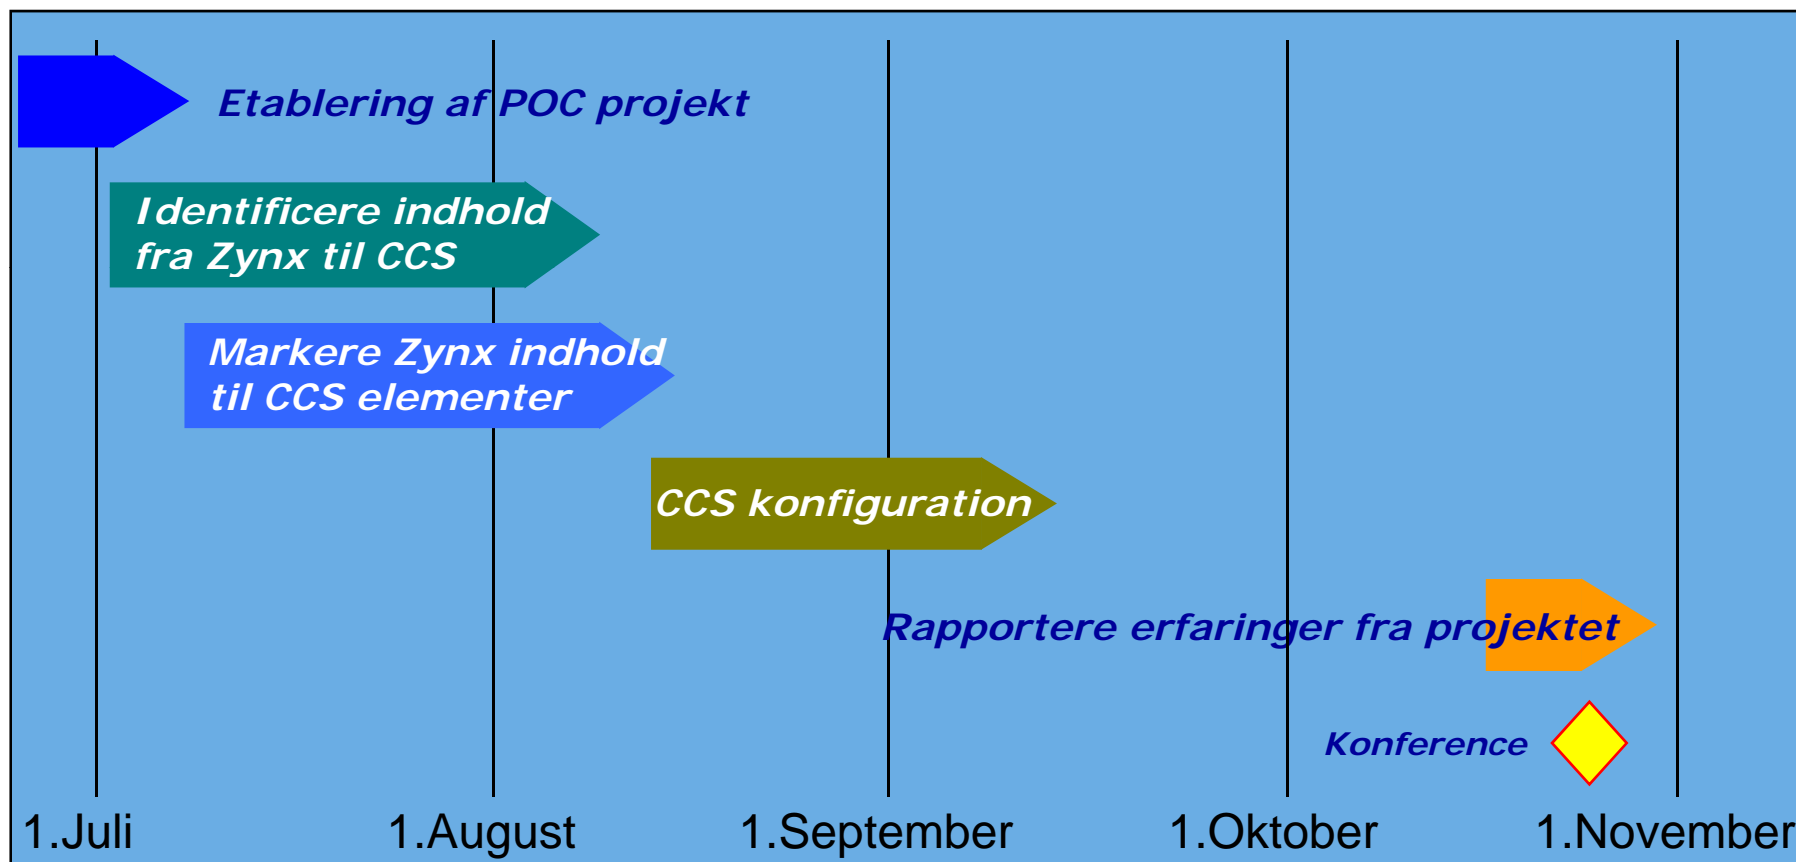 Etablering af POC projekt
Identificere indhold
fra Zynx til CCS
Markere Zynx indhold
til CCS elementer
CCS konfiguration
Rapportere erfaringer fra projektet
Konference
1.Juli 1.August 1.September 1.Oktober 1.November